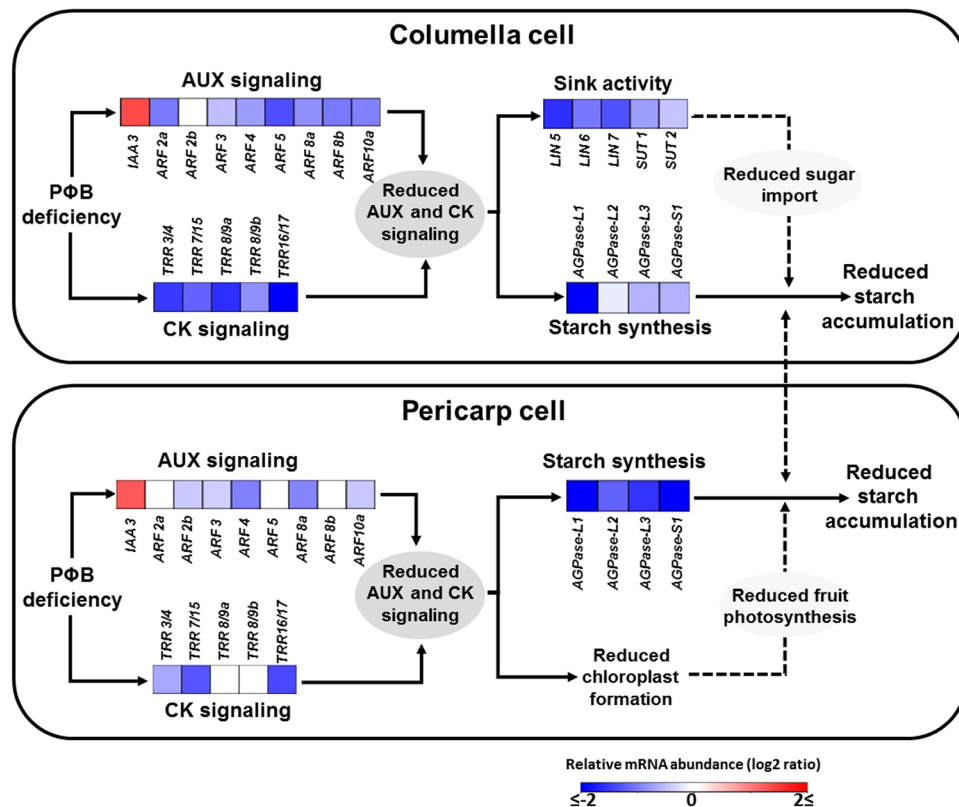 Columella cell
AUX signaling
IAA3
ARF 2a
ARF 2b
ARF 3
ARF 4
ARF 5
ARF 8a
ARF 8b
ARF10a
Sink activity
LIN 5
LIN 6
LIN 7
SUT 1
SUT 2
PΦB
deficiency
Reduced
AUX and CK
signaling
Reduced sugar
import
TRR 3/4
TRR 7/15
TRR 8/9a
TRR 8/9b
TRR16/17
CK signaling
AGPase-L1
AGPase-L2
AGPase-L3
AGPase-S1
Starch synthesis
Reduced
starch
accumulation
Pericarp cell
AUX signaling
IAA3
ARF 2a
ARF 2b
ARF 3
ARF 4
ARF 5
ARF 8a
ARF 8b
ARF10a
Starch synthesis
AGPase-L1
AGPase-L2
AGPase-L3
AGPase-S1
Reduced
starch
accumulation
PΦB
deficiency
Reduced
AUX and CK
signaling
Reduced fruit
photosynthesis
TRR 3/4
TRR 7/15
TRR 8/9a
TRR 8/9b
TRR16/17
CK signaling
Reduced
chloroplast
formation
Relative mRNA abundance (log2 ratio)
≤-2 0 2≤